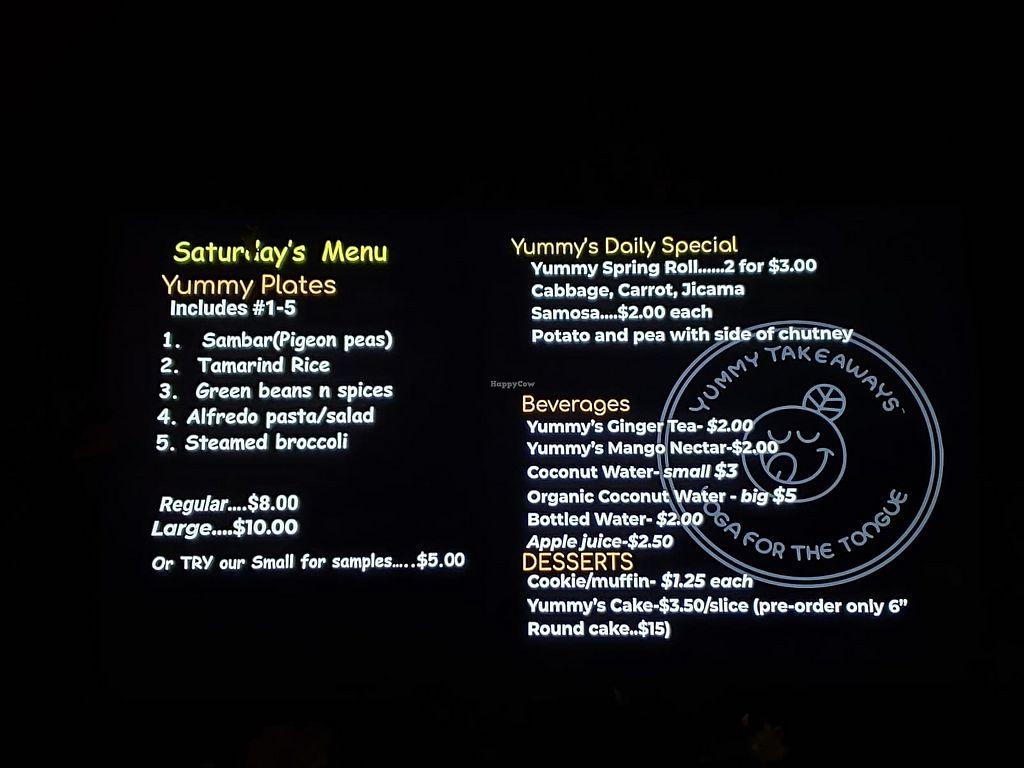 Saturday's Menu
Yummy Plates
Includes #1-5
1. Sambar(Pigeon peas)
2. Tamarind Rice
3. Green beans n spices
4. Alfredo pasta/salad
5. Steamed broccoli
Regular....$8.00
Large....$10.00
Or TRY our Small for samples.....$5.00
Yummy's Daily Special
Yummy Spring Roll......2 for $3.00
Cabbage, Carrot, Jicama
Samosa....$2.00 each
Potato and pea with side of chutney
Beverages
Yummy's Ginger Tea- $2.00
Yummy's Mango Nectar-$2.00
Coconut Water- small $3
Organic Coconut Water - big $5
Bottled Water- $2.00
Apple juice-$2.50
DESSERTS
Cookie/muffin- $1.25 each
Yummy's Cake-$3.50/slice (pre-order only 6”
Round cake..$15)
YUMMY TAKEAWAYS
YOGA FOR THE TONGUE
HappyCow